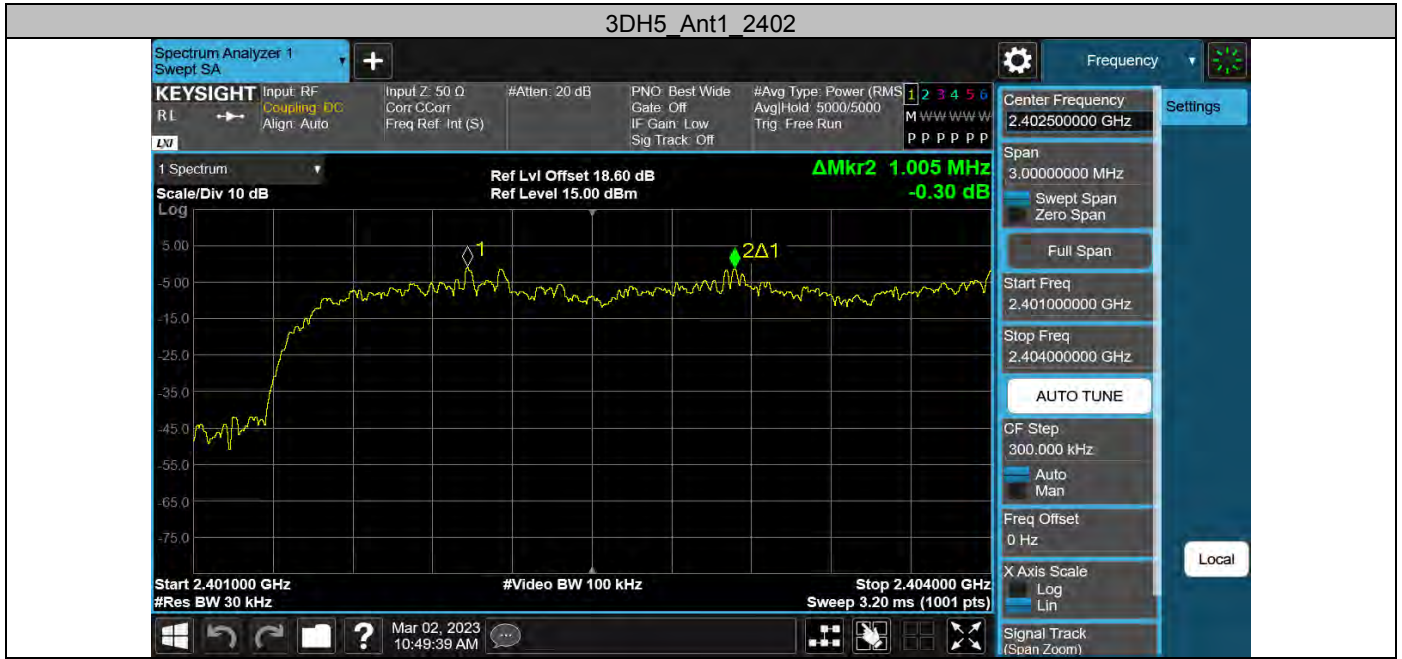 3DH5_Ant1_2402
Spectrum Analyzer 1
Swept SA
Frequency
KEYSIGHT
RL
LXI
Input: RF
Coupling: DC
Align: Auto
Input Z: 50 Ω
Corr CCorr
Freq Ref: Int (S)
#Atten: 20 dB
PNO: Best Wide
Gate: Off
IF Gain: Low
Sig Track: Off
#Avg Type: Power (RMS
Avg|Hold: 5000/5000
Trig: Free Run
1 2 3 4 5 6
M W W W W W
P P P P P P
Center Frequency
2.402500000 GHz
Settings
Span
3.00000000 MHz
Swept Span
Zero Span
Full Span
Start Freq
2.401000000 GHz
Stop Freq
2.404000000 GHz
AUTO TUNE
CF Step
300.000 kHz
Auto
Man
Freq Offset
0 Hz
X Axis Scale
Log
Lin
Signal Track
(Span Zoom)
Local
1 Spectrum
Scale/Div 10 dB
Ref Lvl Offset 18.60 dB
Ref Level 15.00 dBm
ΔMkr2 1.005 MHz
-0.30 dB
Log
1
2Δ1
5.00
-5.00
-15.0
-25.0
-35.0
-45.0
-55.0
-65.0
-75.0
Start 2.401000 GHz
#Res BW 30 kHz
#Video BW 100 kHz
Stop 2.404000 GHz
Sweep 3.20 ms (1001 pts)
?
Mar 02, 2023
10:49:39 AM